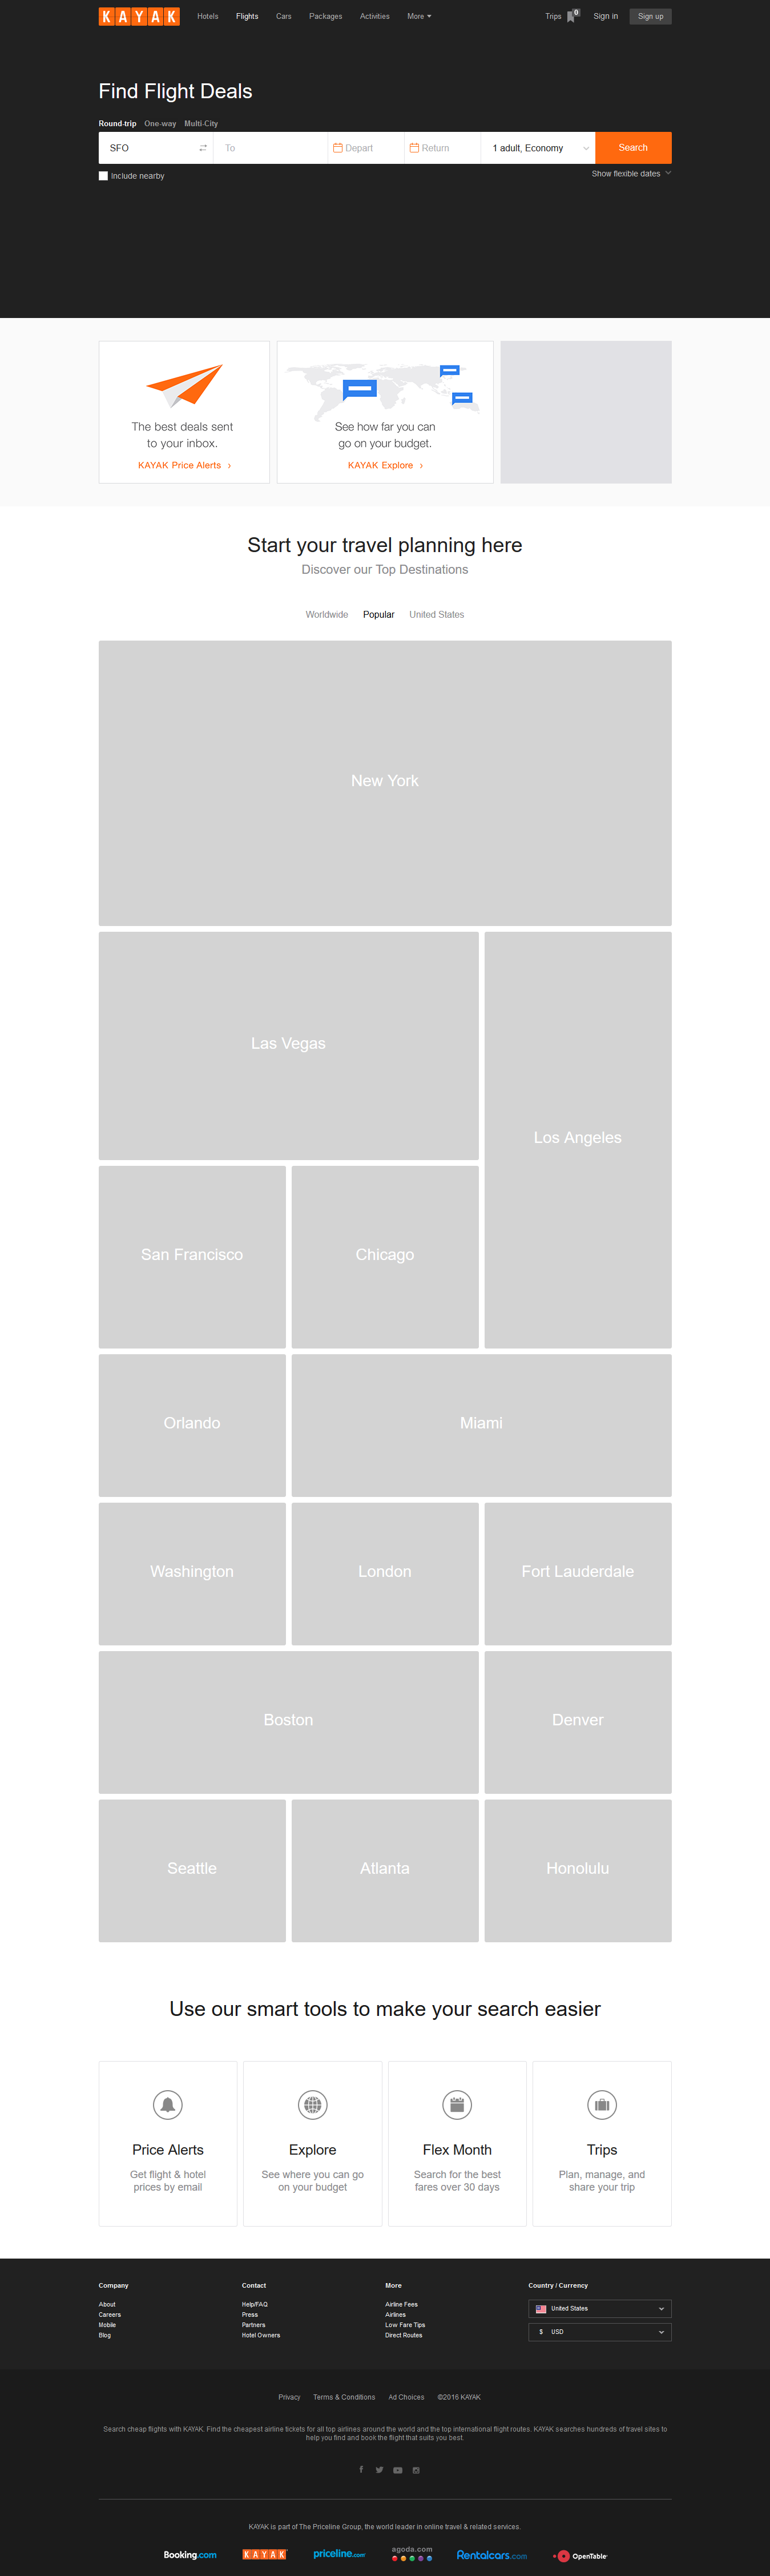 KAYAK Hotels Flights Cars Packages Activities More Trips 0 Sign in Sign up
Find Flight Deals
Round-trip One-way Multi-City
SFO To Depart Return 1 adult, Economy Search
Include nearby Show flexible dates
The best deals sent
to your inbox.
KAYAK Price Alerts ›
See how far you can
go on your budget.
KAYAK Explore ›
Start your travel planning here
Discover our Top Destinations
Worldwide Popular United States
New York
Las Vegas
Los Angeles
San Francisco Chicago
Orlando Miami
Washington London Fort Lauderdale
Boston Denver
Seattle Atlanta Honolulu
Use our smart tools to make your search easier
Price Alerts
Get flight & hotel
prices by email
Explore
See where you can go
on your budget
Flex Month
Search for the best
fares over 30 days
Trips
Plan, manage, and
share your trip
Company
About
Careers
Mobile
Blog
Contact
Help/FAQ
Press
Partners
Hotel Owners
More
Airline Fees
Airlines
Low Fare Tips
Direct Routes
Country / Currency
United States
$ USD
Privacy Terms & Conditions Ad Choices ©2016 KAYAK
Search cheap flights with KAYAK. Find the cheapest airline tickets for all top airlines around the world and the top international flight routes. KAYAK searches hundreds of travel sites to
help you find and book the flight that suits you best.
KAYAK is part of The Priceline Group, the world leader in online travel & related services.
Booking.com KAYAK priceline.com agoda.com Rentalcars.com OpenTable